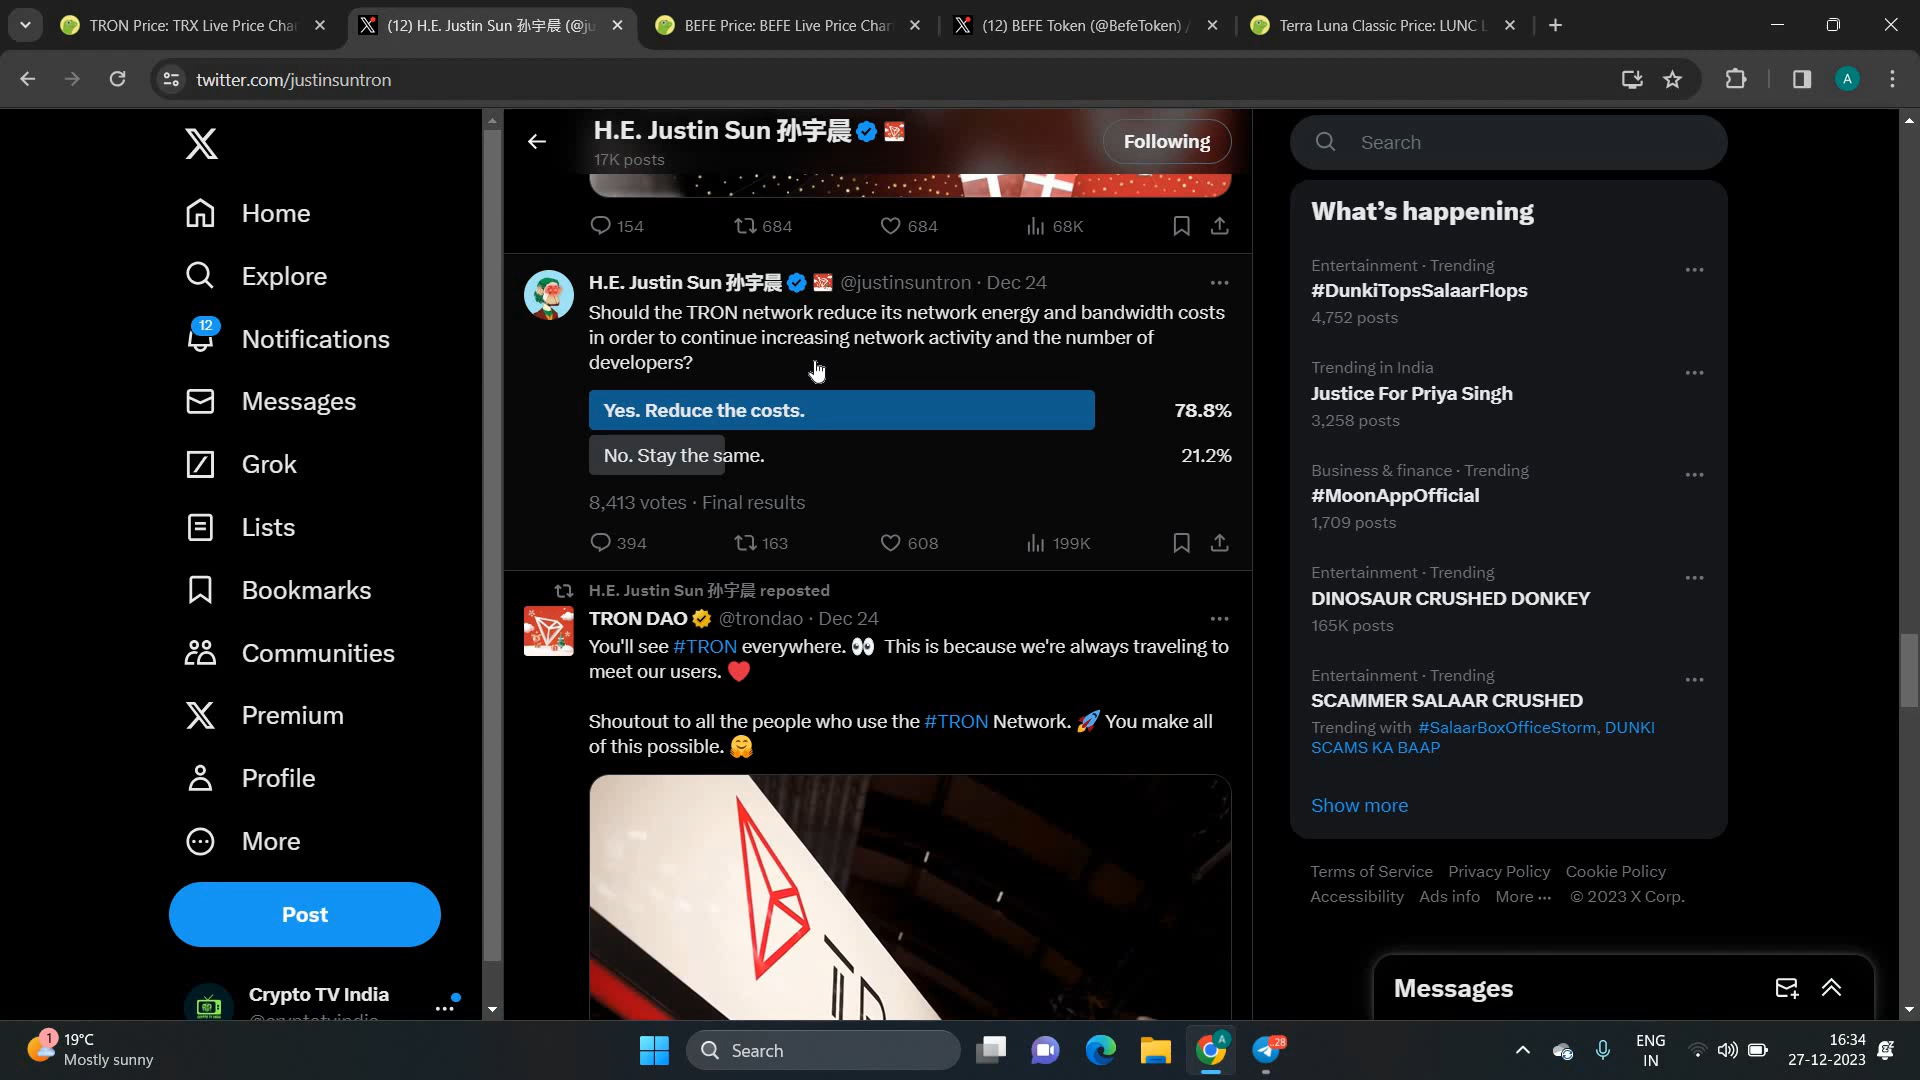 TRON Price: TRX Live Price Cha
(12) H.E. Justin Sun 孙宇晨 (@ju
BEFE Price: BEFE Live Price Char
(12) BEFE Token (@BefeToken) /
Terra Luna Classic Price: LUNC L
twitter.com/justinsuntron
A
Home
Explore
12
Notifications
Messages
Grok
Lists
Bookmarks
Communities
Premium
Profile
More
Post
Crypto TV India
H.E. Justin Sun 孙宇晨
17K posts
Following
154 684 684 68K
H.E. Justin Sun 孙宇晨 @justinsuntron · Dec 24
Should the TRON network reduce its network energy and bandwidth costs
in order to continue increasing network activity and the number of
developers?
Yes. Reduce the costs. 78.8%
No. Stay the same. 21.2%
8,413 votes · Final results
394 163 608 199K
H.E. Justin Sun 孙宇晨 reposted
TRON DAO @trondao · Dec 24
You'll see #TRON everywhere. 👀 This is because we're always traveling to
meet our users. ❤️
Shoutout to all the people who use the #TRON Network. 🚀 You make all
of this possible. 🤗
Search
What's happening
Entertainment · Trending
#DunkiTopsSalaarFlops
4,752 posts
Trending in India
Justice For Priya Singh
3,258 posts
Business & finance · Trending
#MoonAppOfficial
1,709 posts
Entertainment · Trending
DINOSAUR CRUSHED DONKEY
165K posts
Entertainment · Trending
SCAMMER SALAAR CRUSHED
Trending with #SalaarBoxOfficeStorm, DUNKI
SCAMS KA BAAP
Show more
Terms of Service Privacy Policy Cookie Policy
Accessibility Ads info More ··· © 2023 X Corp.
Messages
1
19°C
Mostly sunny
Search
A
28
ENG
IN
16:34
27-12-2023